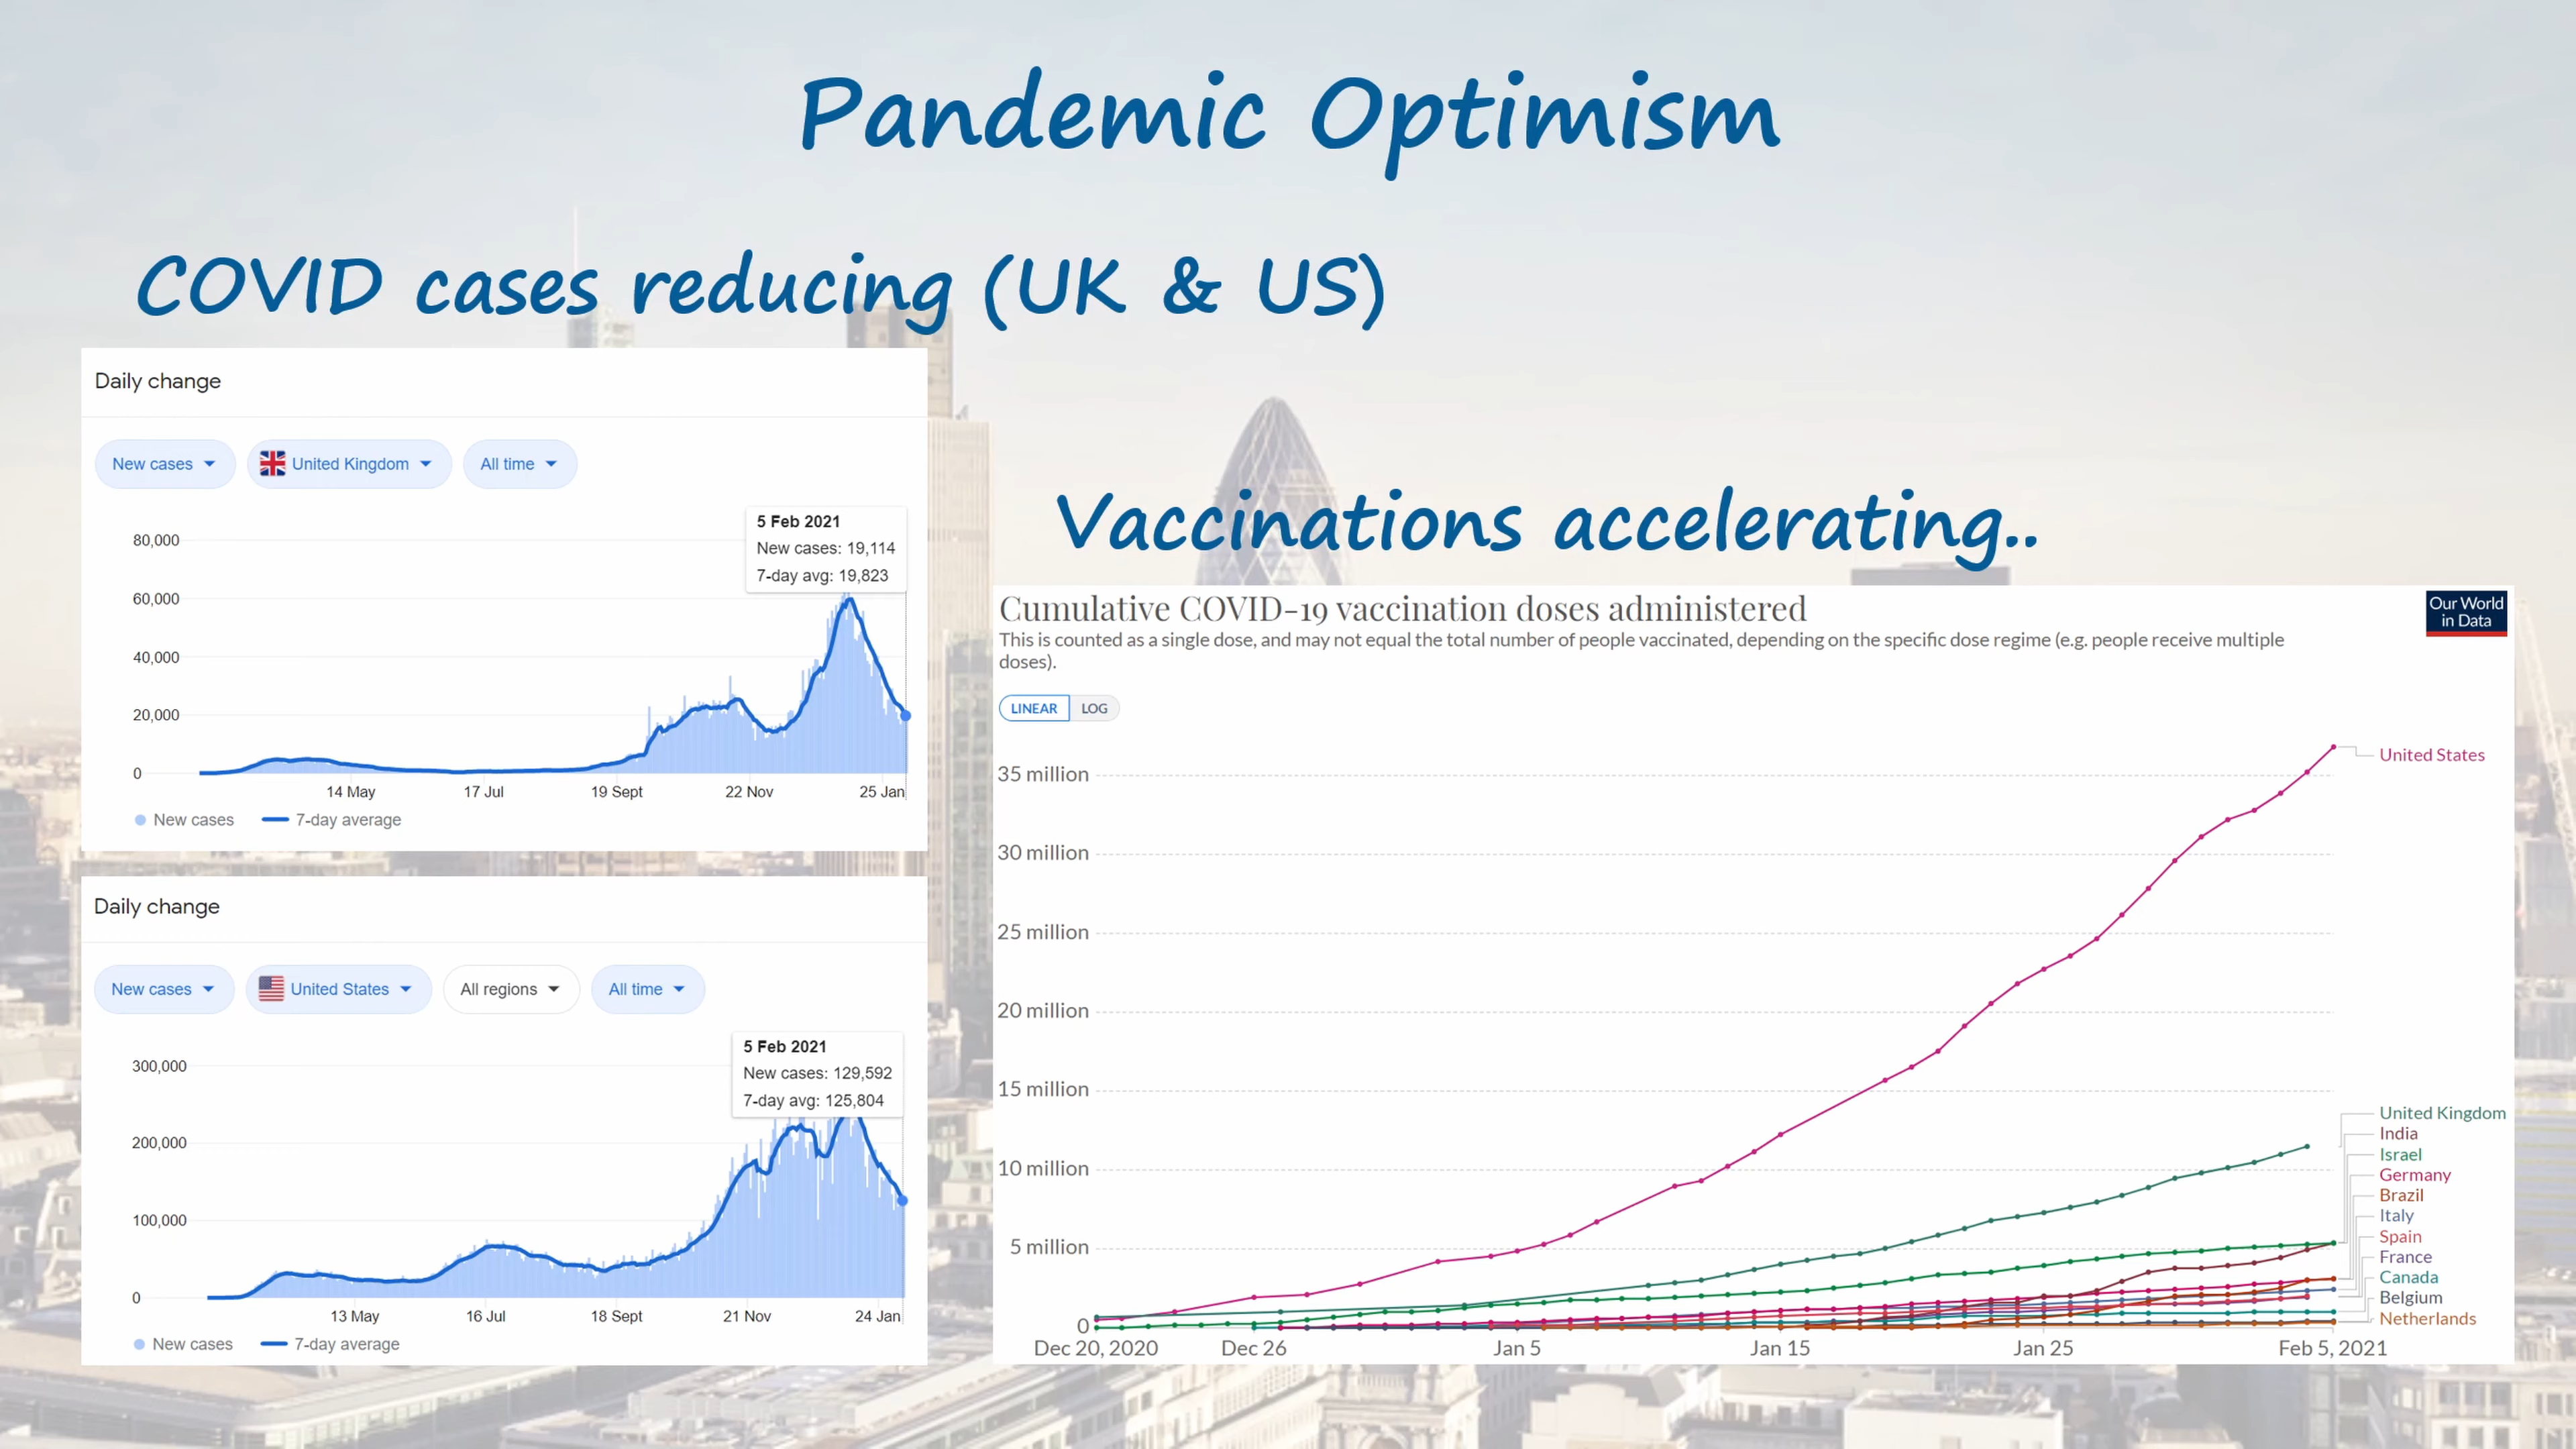 Pandemic Optimism
COVID cases reducing (UK & US)
Daily change
New cases United Kingdom All time
5 Feb 2021
New cases: 19,114
7-day avg: 19,823
80,000
60,000
40,000
20,000
0
14 May 17 Jul 19 Sept 22 Nov 25 Jan
New cases 7-day average
Daily change
New cases United States All regions All time
5 Feb 2021
New cases: 129,592
7-day avg: 125,804
300,000
200,000
100,000
0
13 May 16 Jul 18 Sept 21 Nov 24 Jan
New cases 7-day average
Vaccinations accelerating..
Cumulative COVID-19 vaccination doses administered
Our World
in Data
This is counted as a single dose, and may not equal the total number of people vaccinated, depending on the specific dose regime (e.g. people receive multiple
doses).
LINEAR LOG
35 million
30 million
25 million
20 million
15 million
10 million
5 million
0
Dec 20, 2020 Dec 26 Jan 5 Jan 15 Jan 25 Feb 5, 2021
United States
United Kingdom
India
Israel
Germany
Brazil
Italy
Spain
France
Canada
Belgium
Netherlands